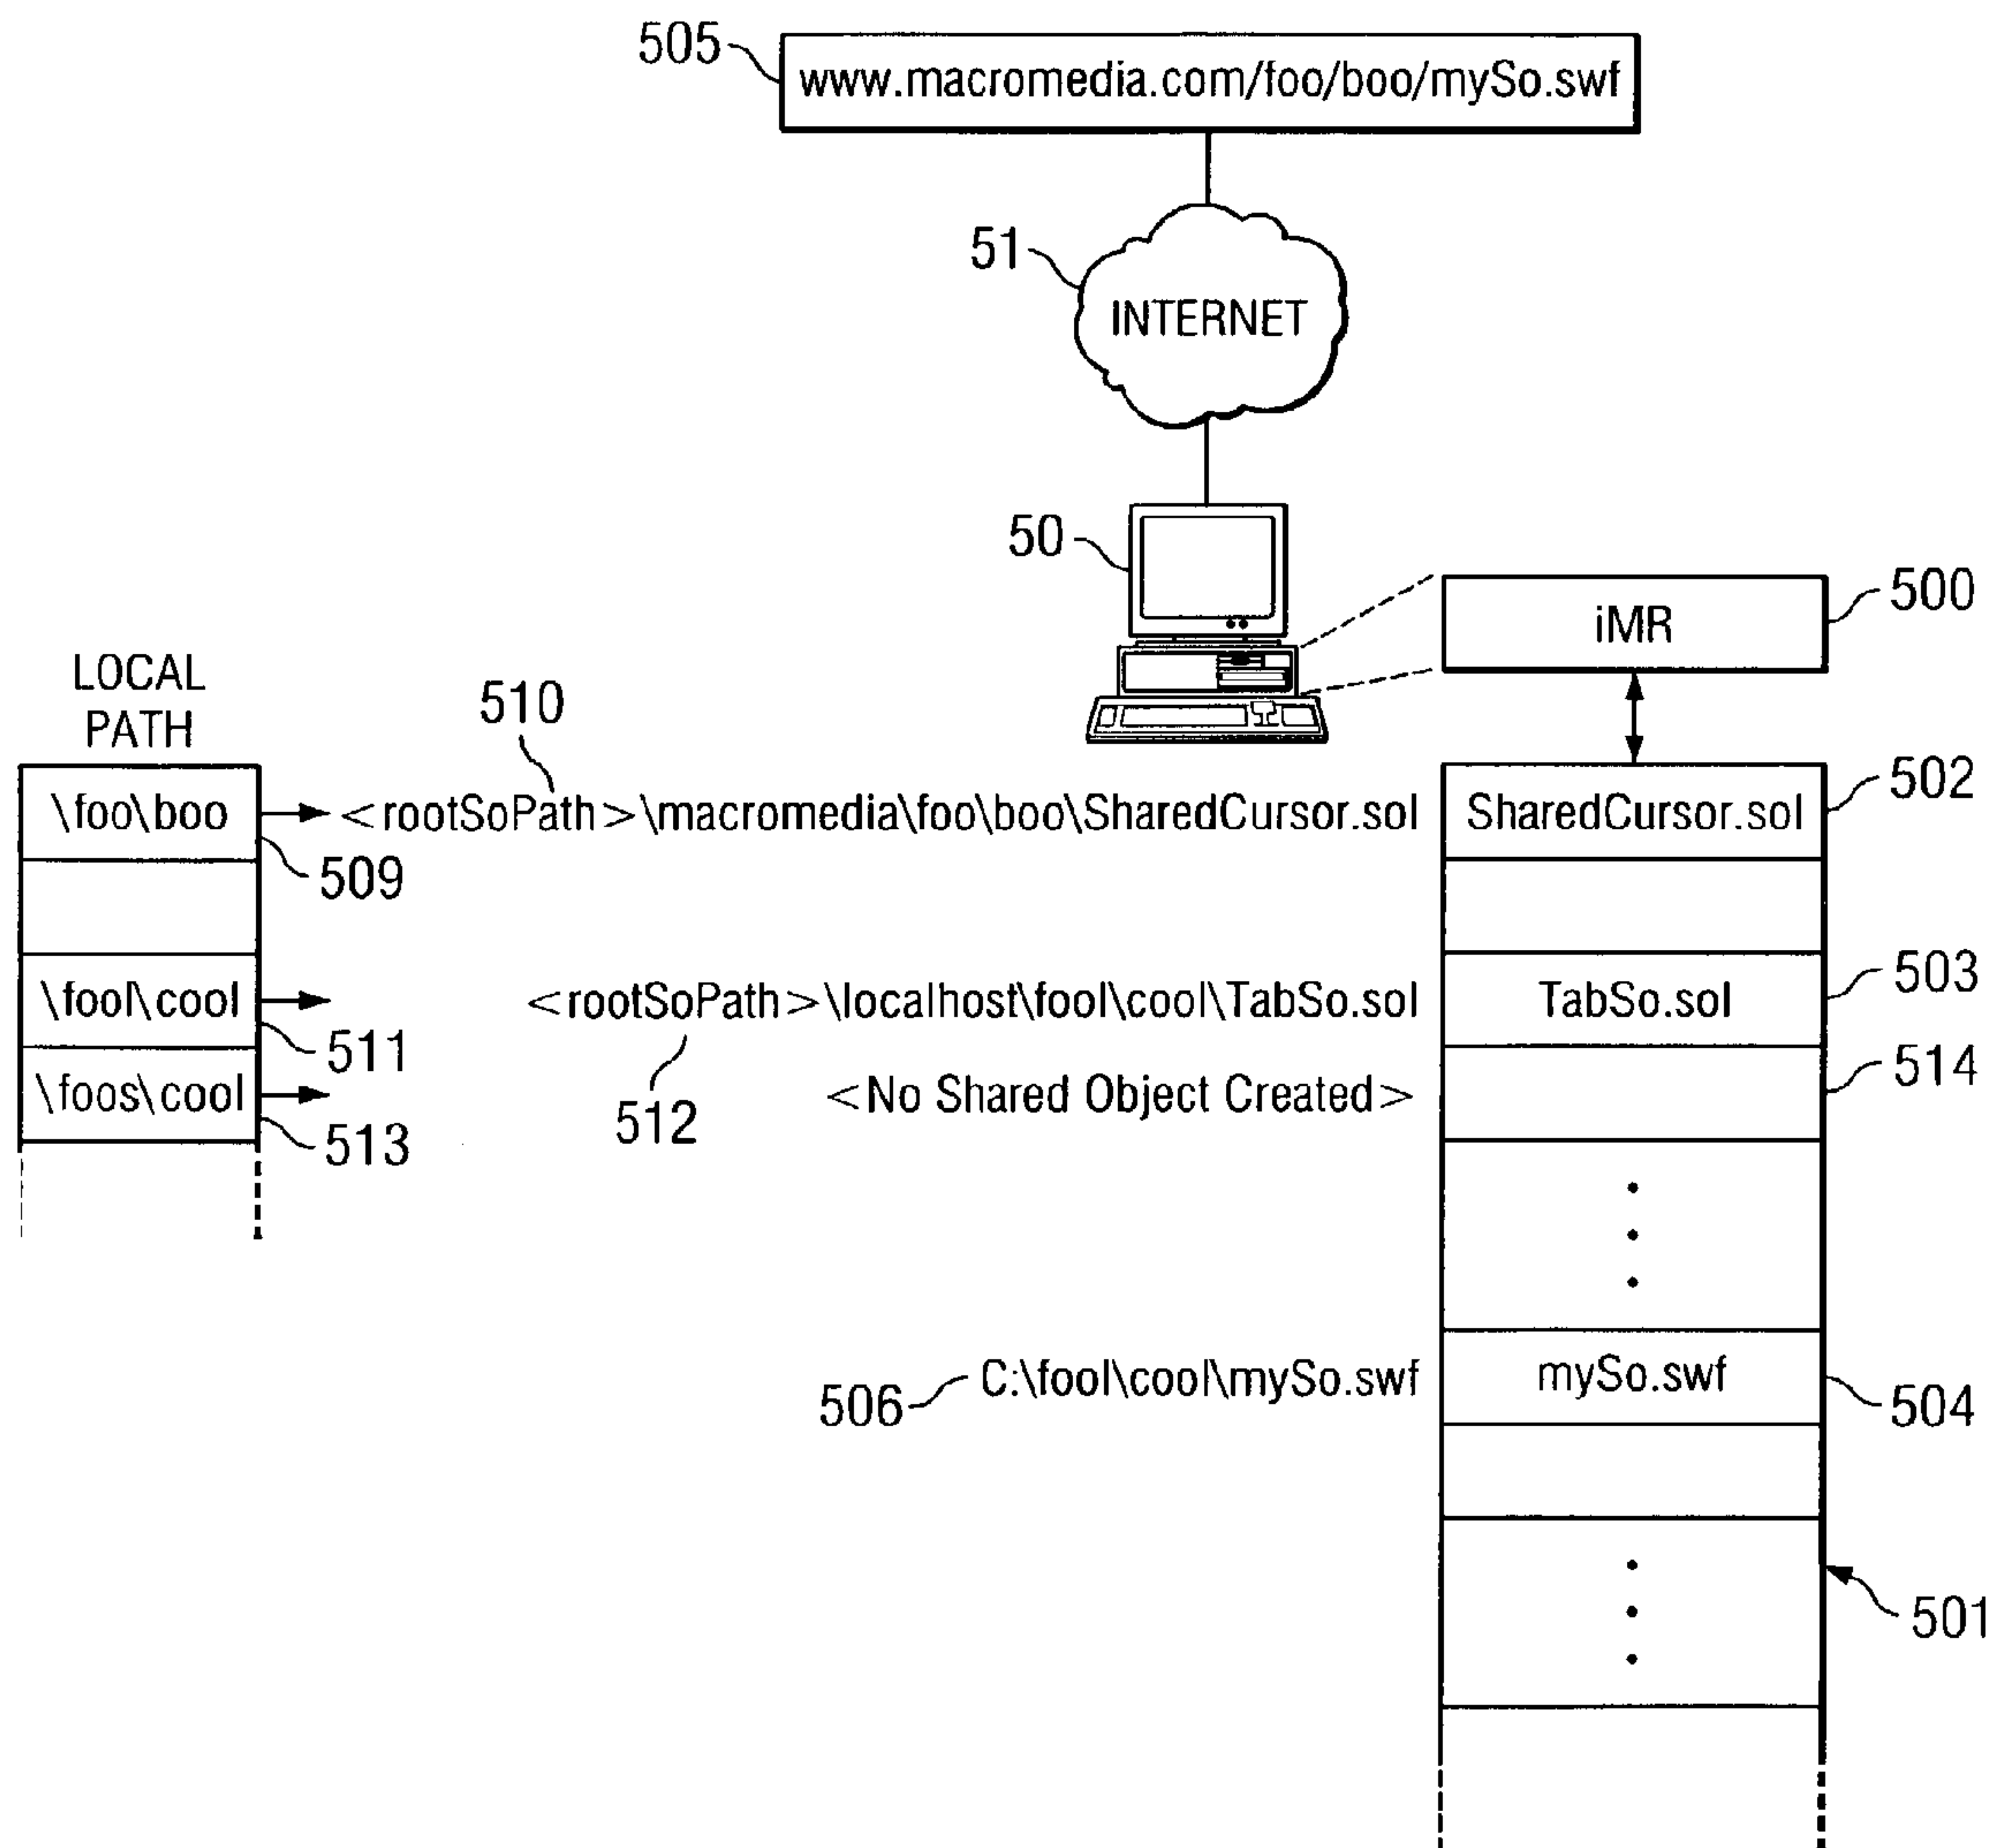 505
www.macromedia.com/foo/boo/mySo.swf
51
INTERNET
50
500
iMR
LOCAL
PATH
510
502
\foo\boo
<rootSoPath>\macromedia\foo\boo\SharedCursor.sol
SharedCursor.sol
509
503
\fool\cool
<rootSoPath>\localhost\fool\cool\TabSo.sol
TabSo.sol
511
514
\foos\cool
<No Shared Object Created>
512
513
C:\fool\cool\mySo.swf
mySo.swf
506
504
501